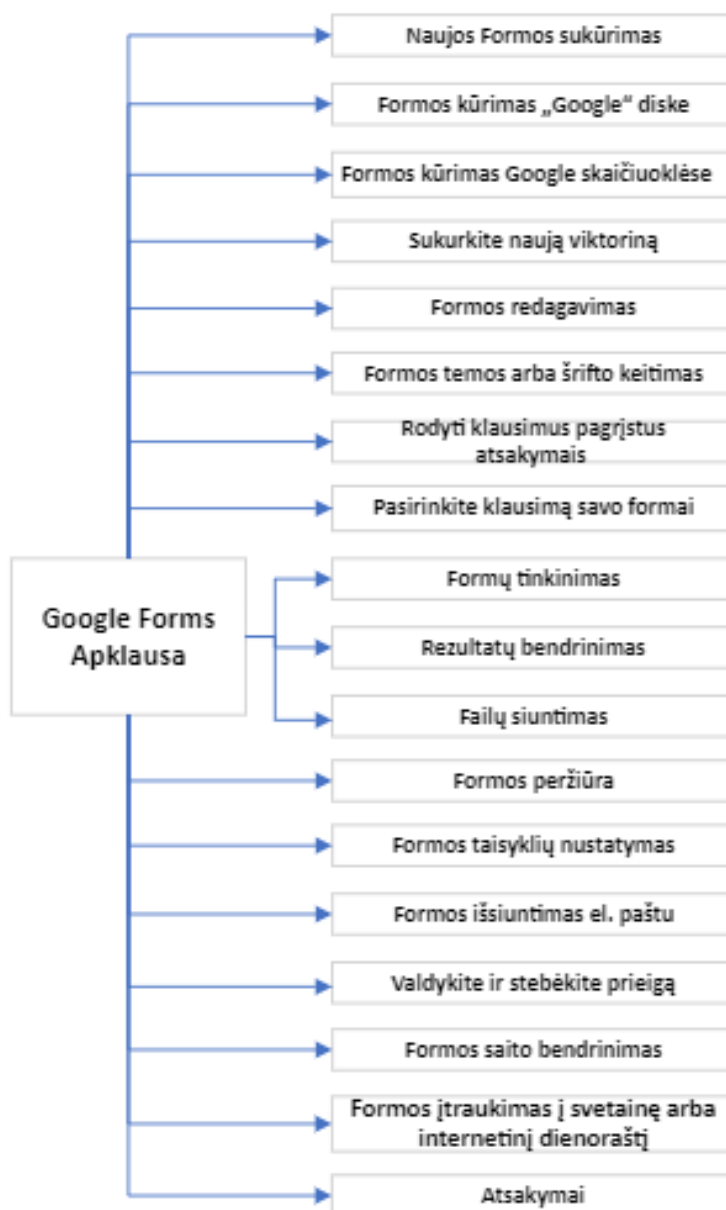 Naujos Formos sukūrimas
Formos kūrimas „Google“ diske
Formos kūrimas Google skaičiuoklėse
Sukurkite naują viktoriną
Formos redagavimas
Formos temos arba šrifto keitimas
Rodyti klausimus pagrįstus
atsakymais
Pasirinkite klausimą savo formai
Google Forms
Apklausa
Formų tinkinimas
Rezultatų bendrinimas
Failų siuntimas
Formos peržiūra
Formos taisyklių nustatymas
Formos išsiuntimas el. paštu
Valdykite ir stebėkite prieigą
Formos saito bendrinimas
Formos įtraukimas į svetainę arba
internetinį dienoraštį
Atsakymai